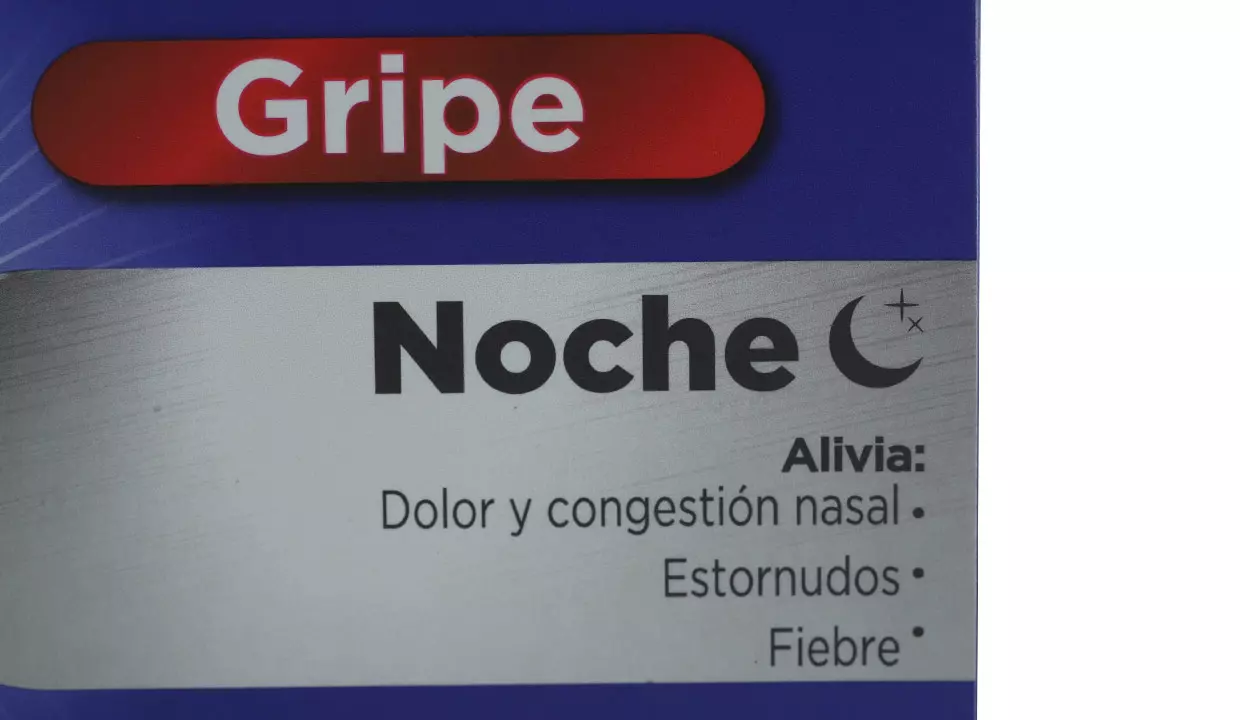 Gripe
Noche
Alivia:
Dolor y congestión nasal •
Estornudos •
Fiebre •